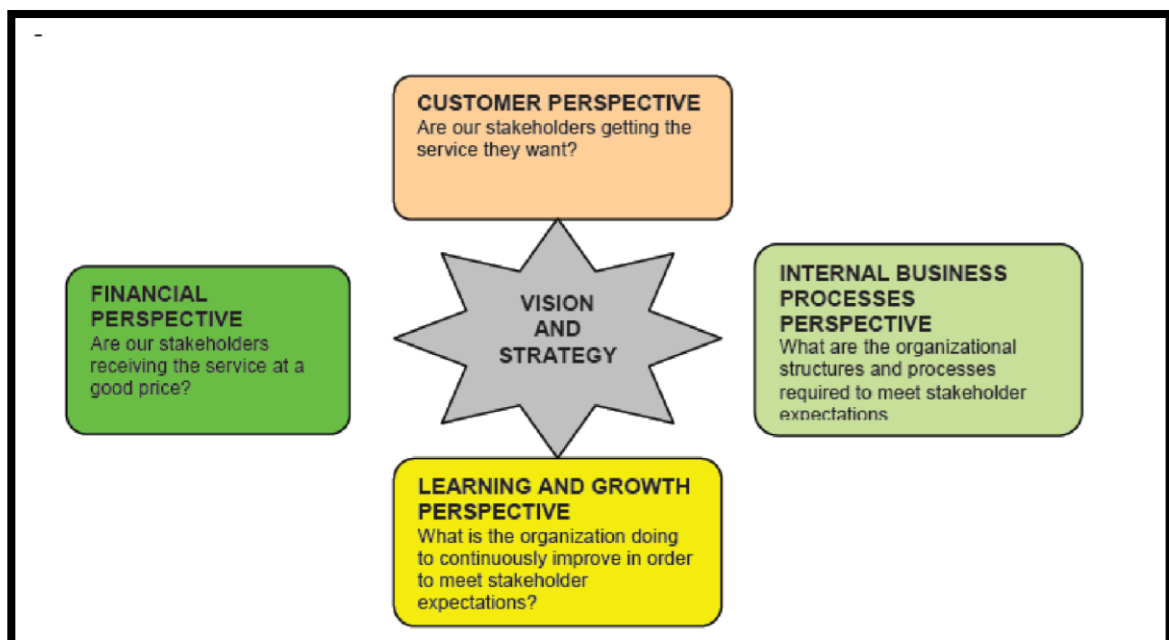 -
CUSTOMER PERSPECTIVE
Are our stakeholders getting the
service they want?
FINANCIAL
PERSPECTIVE
Are our stakeholders
receiving the service at a
good price?
VISION
AND
STRATEGY
INTERNAL BUSINESS
PROCESSES
PERSPECTIVE
What are the organizational
structures and processes
required to meet stakeholder
expectations
LEARNING AND GROWTH
PERSPECTIVE
What is the organization doing
to continuously improve in order
to meet stakeholder
expectations?